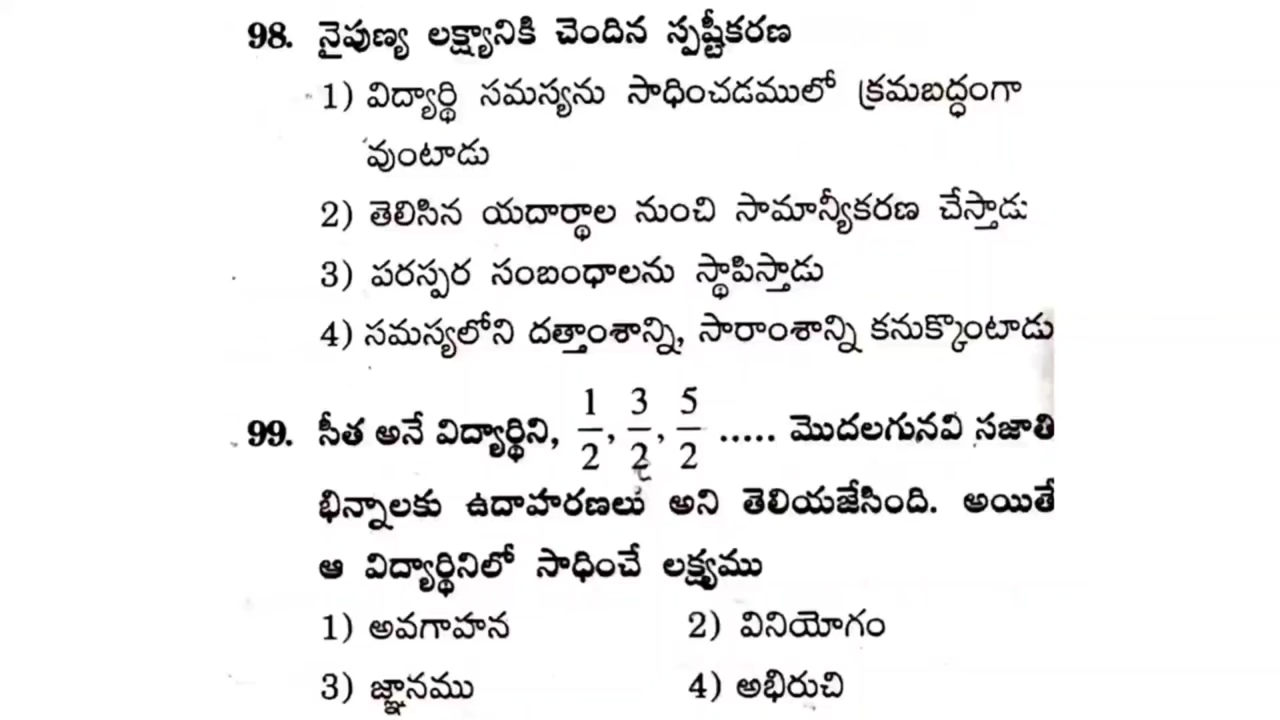 98. నైపుణ్య లక్ష్యానికి చెందిన స్పష్టీకరణ
1) విద్యార్థి సమస్యను సాధించడములో క్రమబద్ధంగా
వుంటాడు
2) తెలిసిన యదార్థాల నుంచి సామాన్యీకరణ చేస్తాడు
3) పరస్పర సంబంధాలను స్థాపిస్తాడు
4) సమస్యలోని దత్తాంశాన్ని, సారాంశాన్ని కనుక్కొంటాడు
99. సీత అనే విద్యార్థిని, 1/2, 3/2, 5/2 ..... మొదలగునవి సజాతి
భిన్నాలకు ఉదాహరణలు అని తెలియజేసింది. అయితే
ఆ విద్యార్థినిలో సాధించే లక్ష్యము
1) అవగాహన 2) వినియోగం
3) జ్ఞానము 4) అభిరుచి